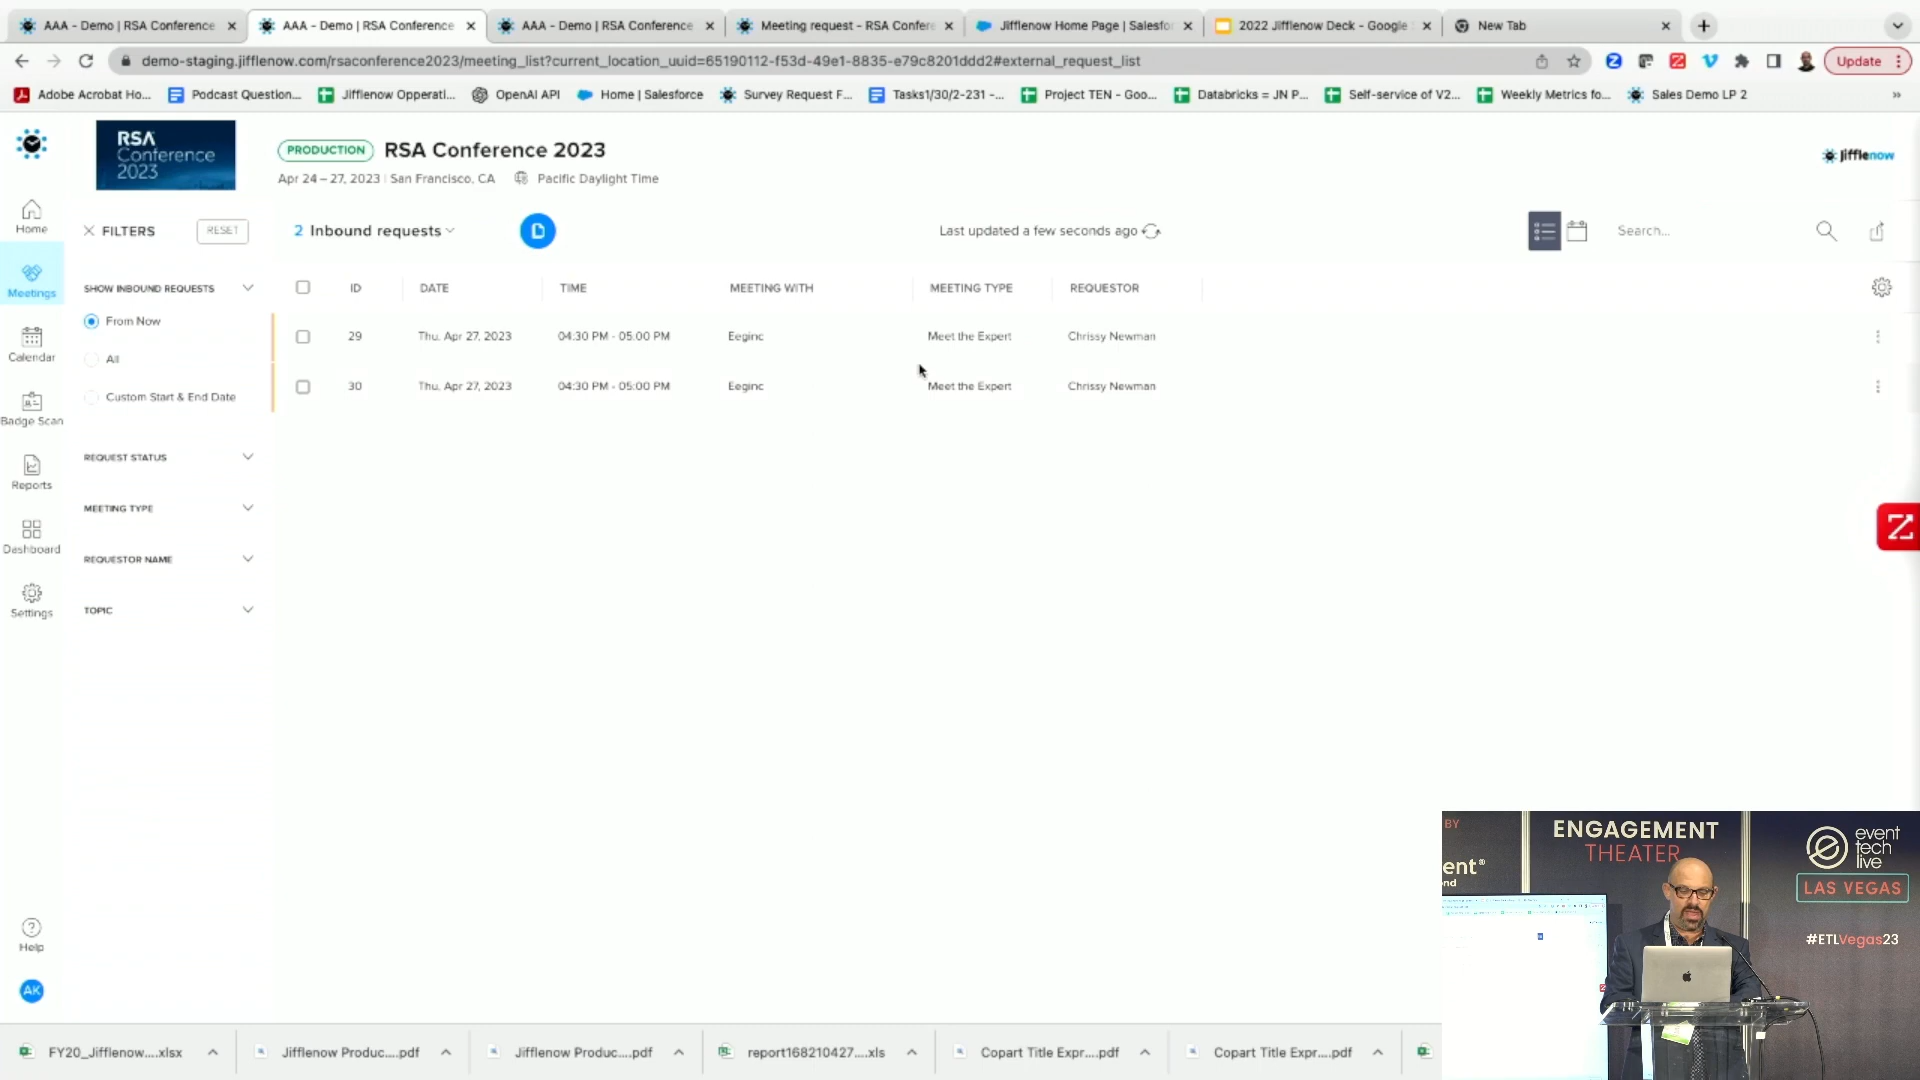 AAA - Demo | RSA Conference
AAA - Demo | RSA Conference
AAA - Demo | RSA Conference
Meeting request - RSA Confere
Jifflenow Home Page | Salesfor
2022 Jifflenow Deck - Google
New Tab
demo-staging.jifflenow.com/rsaconference2023/meeting_list?current_location_uuid=65190112-f53d-49e1-8835-e79c8201ddd2#external_request_list
Update
Adobe Acrobat Ho...
Podcast Question...
Jifflenow Opperati...
OpenAI API
Home | Salesforce
Survey Request F...
Tasks1/30/2-231 -...
Project TEN - Goo...
Databricks = JN P...
Self-service of V2...
Weekly Metrics fo...
Sales Demo LP 2
»
RSA
Conference
2023
PRODUCTION
RSA Conference 2023
Apr 24 – 27, 2023 | San Francisco, CA
Pacific Daylight Time
jifflenow
Home
Meetings
Calendar
Badge Scan
Reports
Dashboard
Settings
Help
AK
FILTERS
RESET
SHOW INBOUND REQUESTS
From Now
All
Custom Start & End Date
REQUEST STATUS
MEETING TYPE
REQUESTOR NAME
TOPIC
2 Inbound requests
Last updated a few seconds ago
Search...
ID DATE TIME MEETING WITH MEETING TYPE REQUESTOR
29 Thu, Apr 27, 2023 04:30 PM - 05:00 PM Eeginc Meet the Expert Chrissy Newman
30 Thu, Apr 27, 2023 04:30 PM - 05:00 PM Eeginc Meet the Expert Chrissy Newman
FY20_Jifflenow....xlsx
Jifflenow Produc....pdf
Jifflenow Produc....pdf
report168210427....xls
Copart Title Expr....pdf
Copart Title Expr....pdf
BY
ent®
nd
ENGAGEMENT
THEATER
event
tech
live
LAS VEGAS
#ETLVegas23